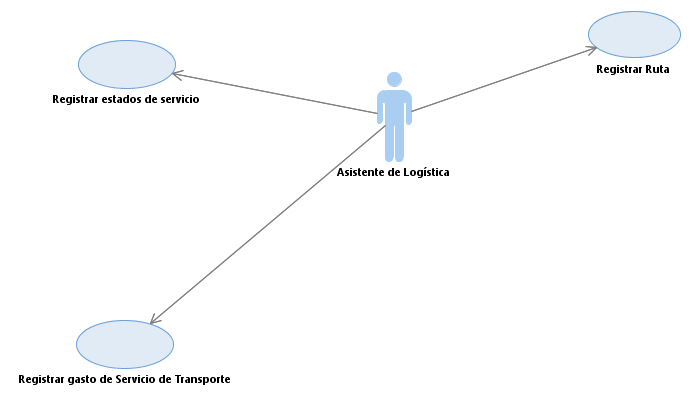 Registrar Ruta
Registrar estados de servicio
Asistente de Logística
Registrar gasto de Servicio de Transporte